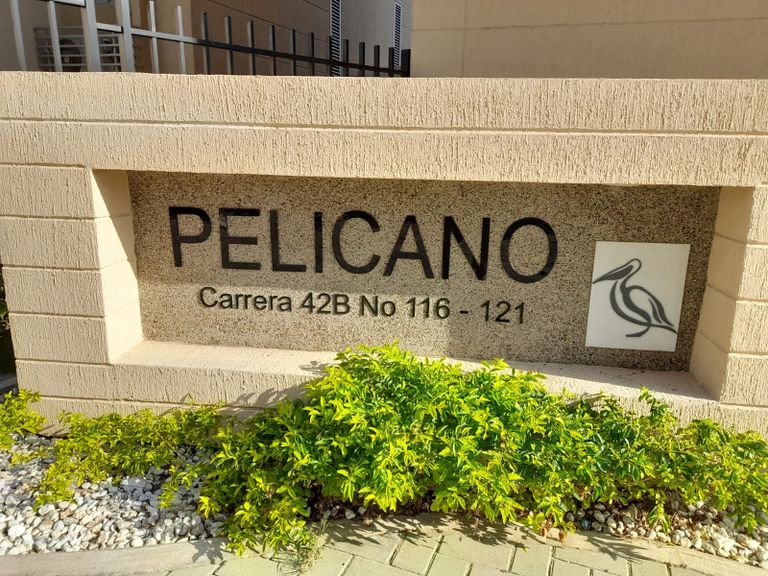 PELICANO
Carrera 42B No 116 - 121